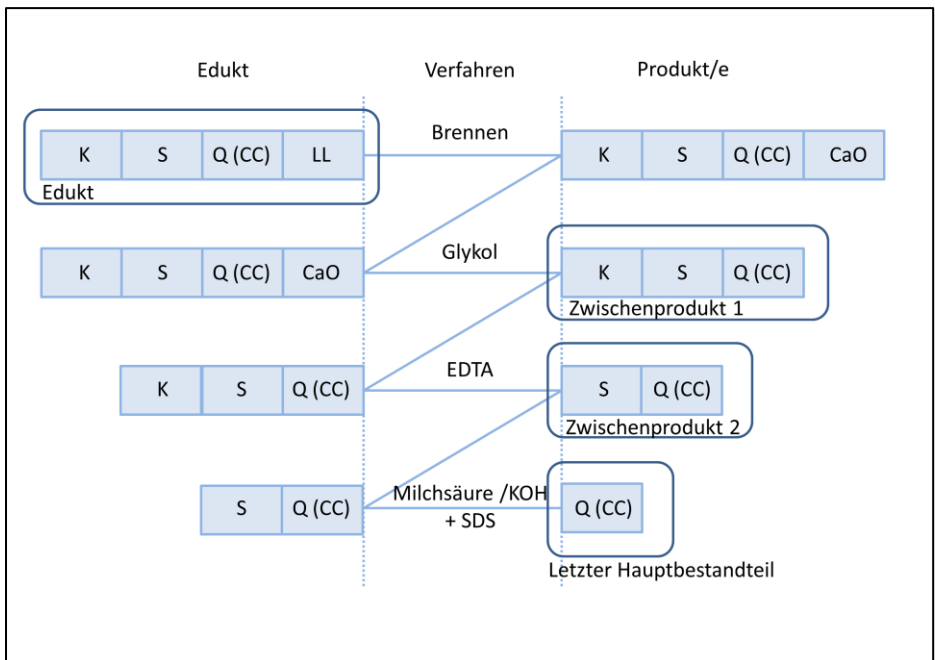 Edukt Verfahren Produkt/e
Brennen
K S Q (CC) LL K S Q (CC) CaO
Edukt
Glykol
K S Q (CC) CaO K S Q (CC)
Zwischenprodukt 1
EDTA
K S Q (CC) S Q (CC)
Zwischenprodukt 2
Milchsäure /KOH
+ SDS
S Q (CC) Q (CC)
Letzter Hauptbestandteil